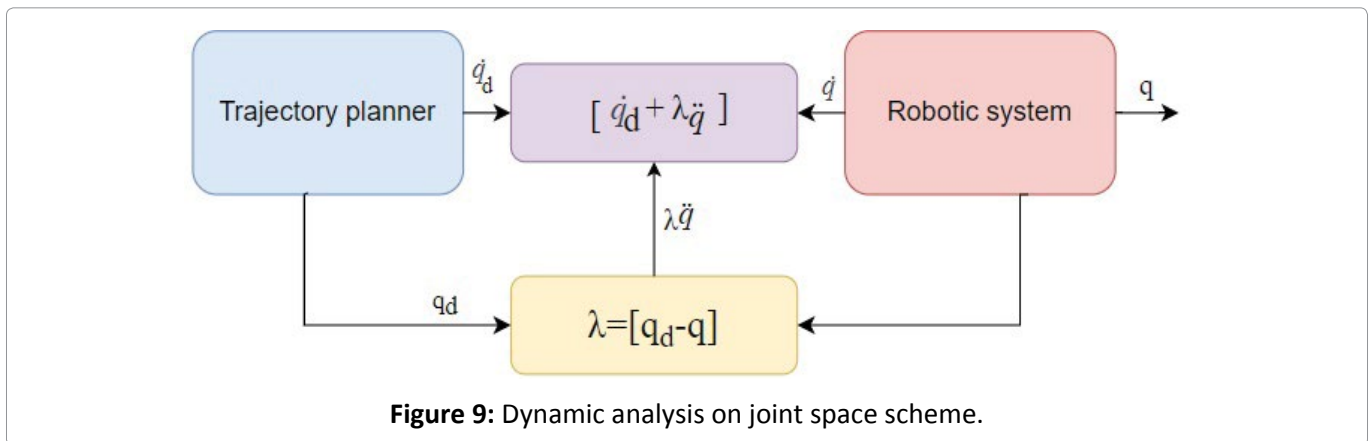 Trajectory planner
q̇d
[ q̇d + λq̈ ]
q̇
Robotic system
q
λq̈
qd
λ=[qd-q]
Figure 9: Dynamic analysis on joint space scheme.